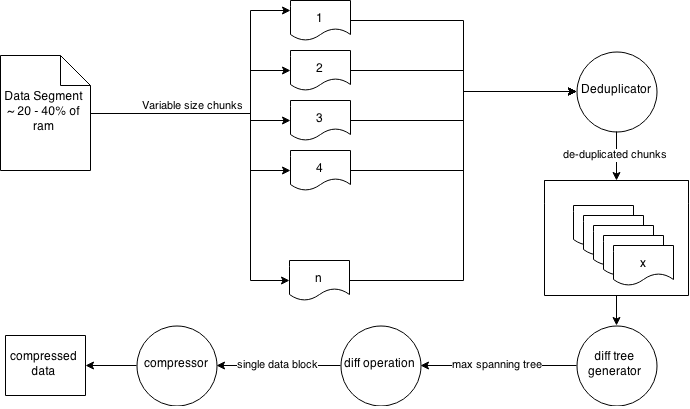 1
Data Segment
~ 20 - 40% of
ram
Variable size chunks
2
3
4
n
Deduplicator
de-duplicated chunks
x
diff tree
generator
max spanning tree
diff operation
single data block
compressor
compressed
data